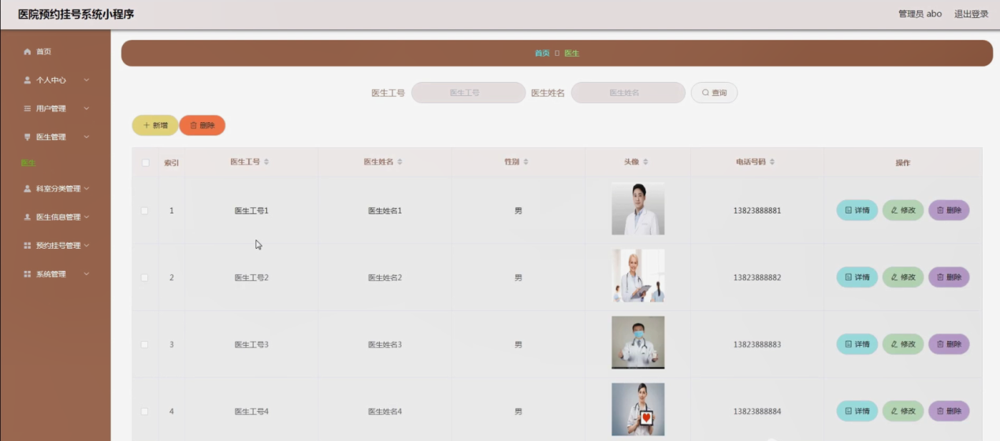 医院预约挂号系统小程序
管理员 abo 退出登录
首页
个人中心
用户管理
医生管理
医生
科室分类管理
医生信息管理
预约挂号管理
系统管理
首页 医生
医生工号 医生工号 医生姓名 医生姓名 查询
新增 删除
索引 医生工号 医生姓名 性别 头像 电话号码 操作
1 医生工号1 医生姓名1 男 13823888881 详情 修改 删除
2 医生工号2 医生姓名2 男 13823888882 详情 修改 删除
3 医生工号3 医生姓名3 男 13823888883 详情 修改 删除
4 医生工号4 医生姓名4 男 13823888884 详情 修改 删除